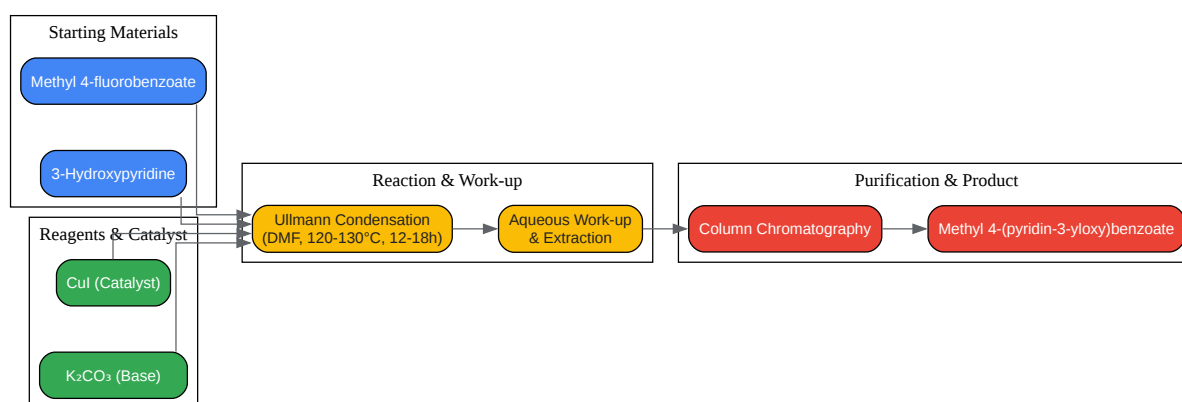 Starting Materials
Methyl 4-fluorobenzoate
3-Hydroxypyridine
Reagents & Catalyst
CuI (Catalyst)
K₂CO₃ (Base)
Reaction & Work-up
Ullmann Condensation
(DMF, 120-130°C, 12-18h)
Aqueous Work-up
& Extraction
Purification & Product
Column Chromatography
Methyl 4-(pyridin-3-yloxy)benzoate